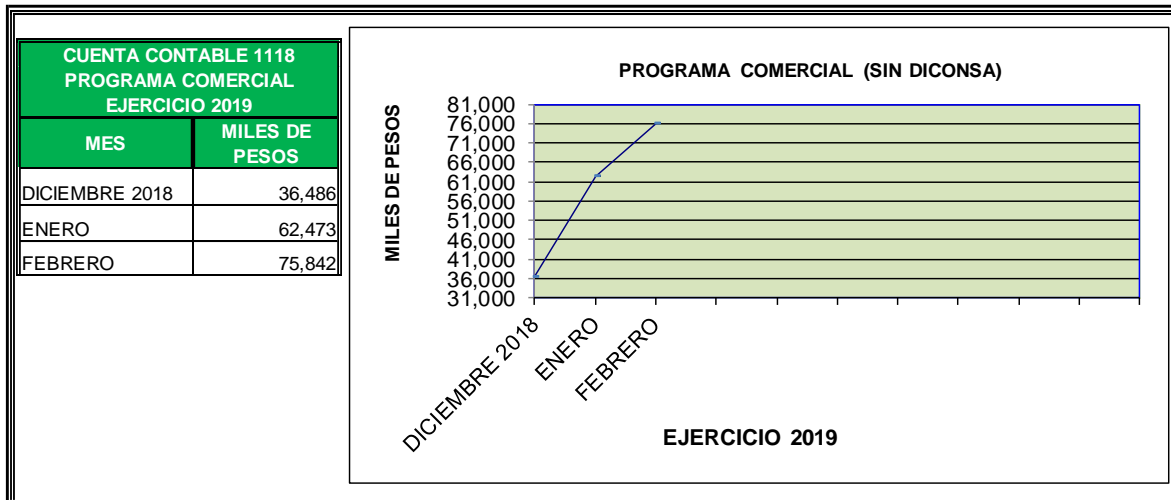 CUENTA CONTABLE 1118
PROGRAMA COMERCIAL
EJERCICIO 2019
MES
MILES DE
PESOS
DICIEMBRE 2018 36,486
ENERO 62,473
FEBRERO 75,842
PROGRAMA COMERCIAL (SIN DICONSA)
MILES DE PESOS
81,000
76,000
71,000
66,000
61,000
56,000
51,000
46,000
41,000
36,000
31,000
DICIEMBRE 2018
ENERO
FEBRERO
EJERCICIO 2019